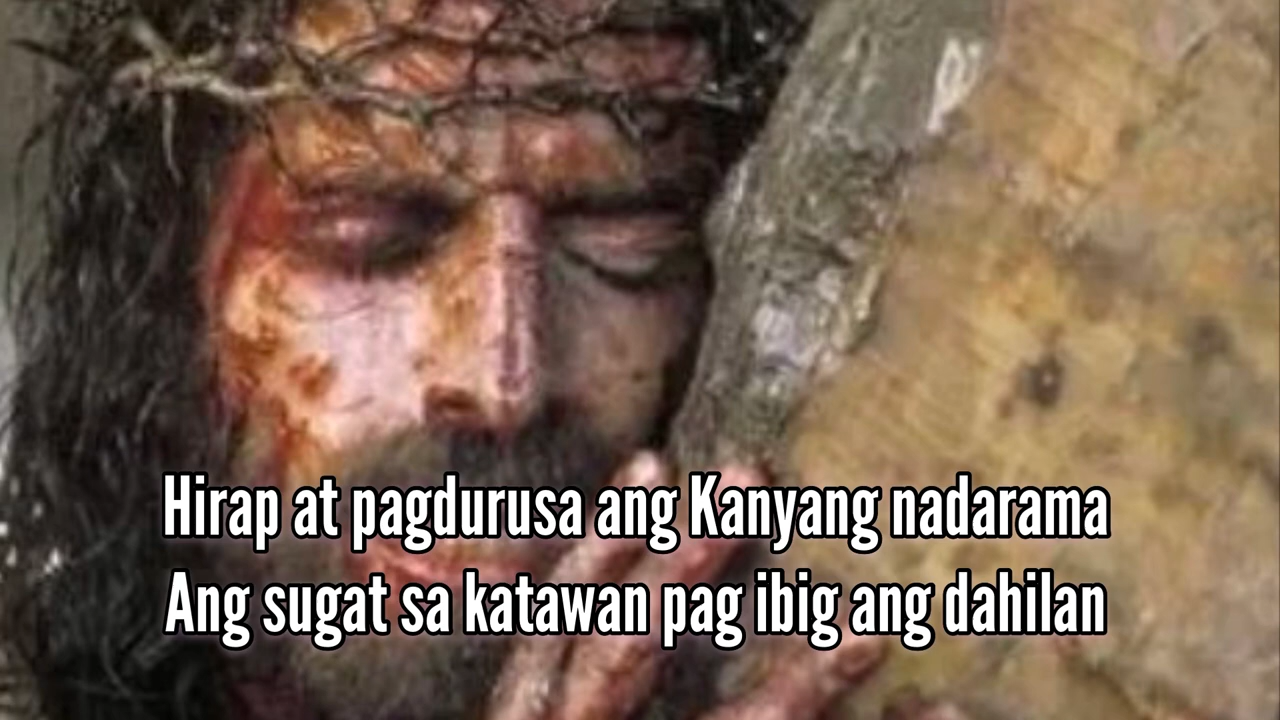 Hirap at pagdurusa ang Kanyang nadarama
Ang sugat sa katawan pag ibig ang dahilan